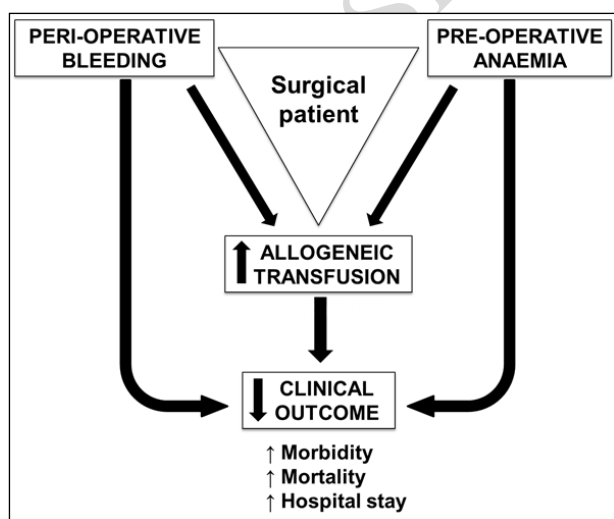 PERI-OPERATIVE
BLEEDING
PRE-OPERATIVE
ANAEMIA
Surgical
patient
ALLOGENEIC
TRANSFUSION
CLINICAL
OUTCOME
↑ Morbidity
↑ Mortality
↑ Hospital stay